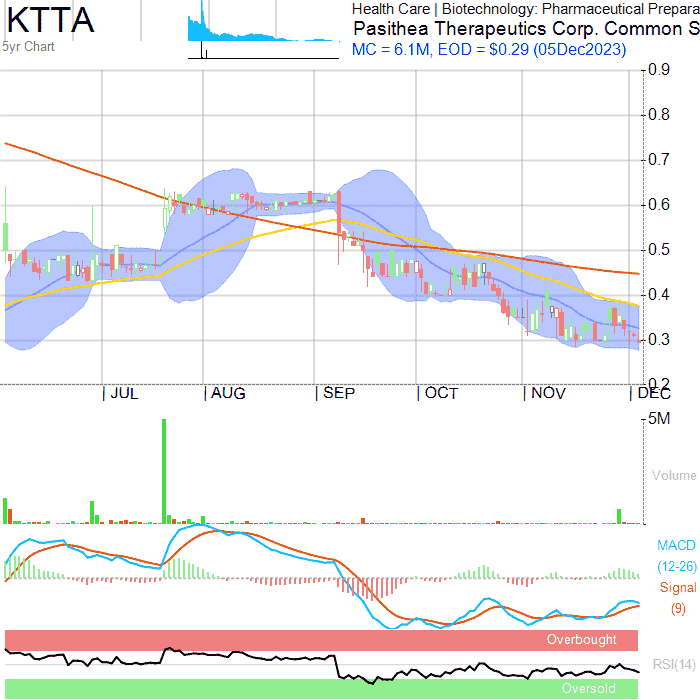 KTTA
5yr Chart
Health Care | Biotechnology: Pharmaceutical Prepara
Pasithea Therapeutics Corp. Common S
MC = 6.1M, EOD = $0.29 (05Dec2023)
0.9
0.8
0.7
0.6
0.5
0.4
0.3
0.2
JUL AUG SEP OCT NOV DEC
5M
Volume
MACD
(12-26)
Signal
(9)
Overbought
RSI(14)
Oversold